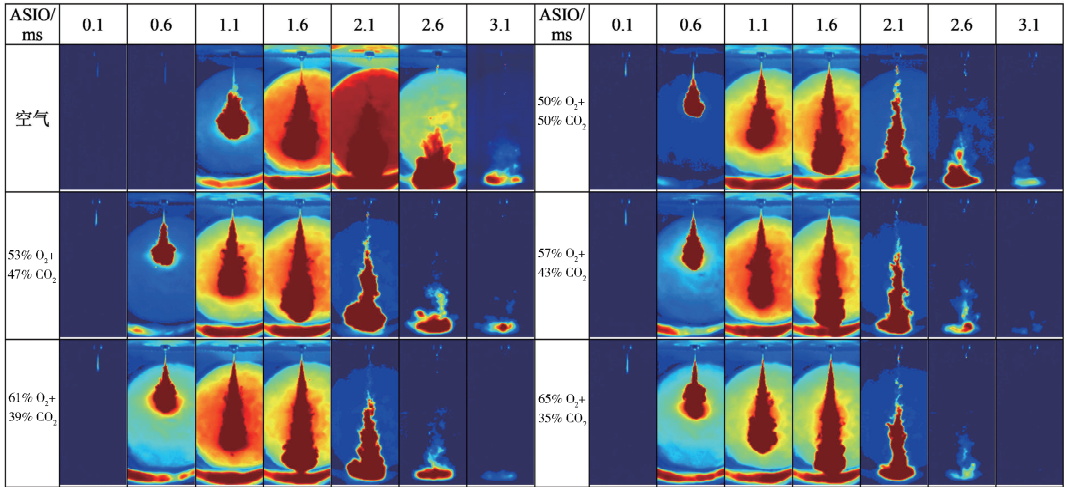 ASIO/ms 0.1 0.6 1.1 1.6 2.1 2.6 3.1 ASIO/ms 0.1 0.6 1.1 1.6 2.1 2.6 3.1
空气
50% O₂+
50% CO₂
53% O₂+
47% CO₂
57% O₂+
43% CO₂
61% O₂+
39% CO₂
65% O₂+
35% CO₂